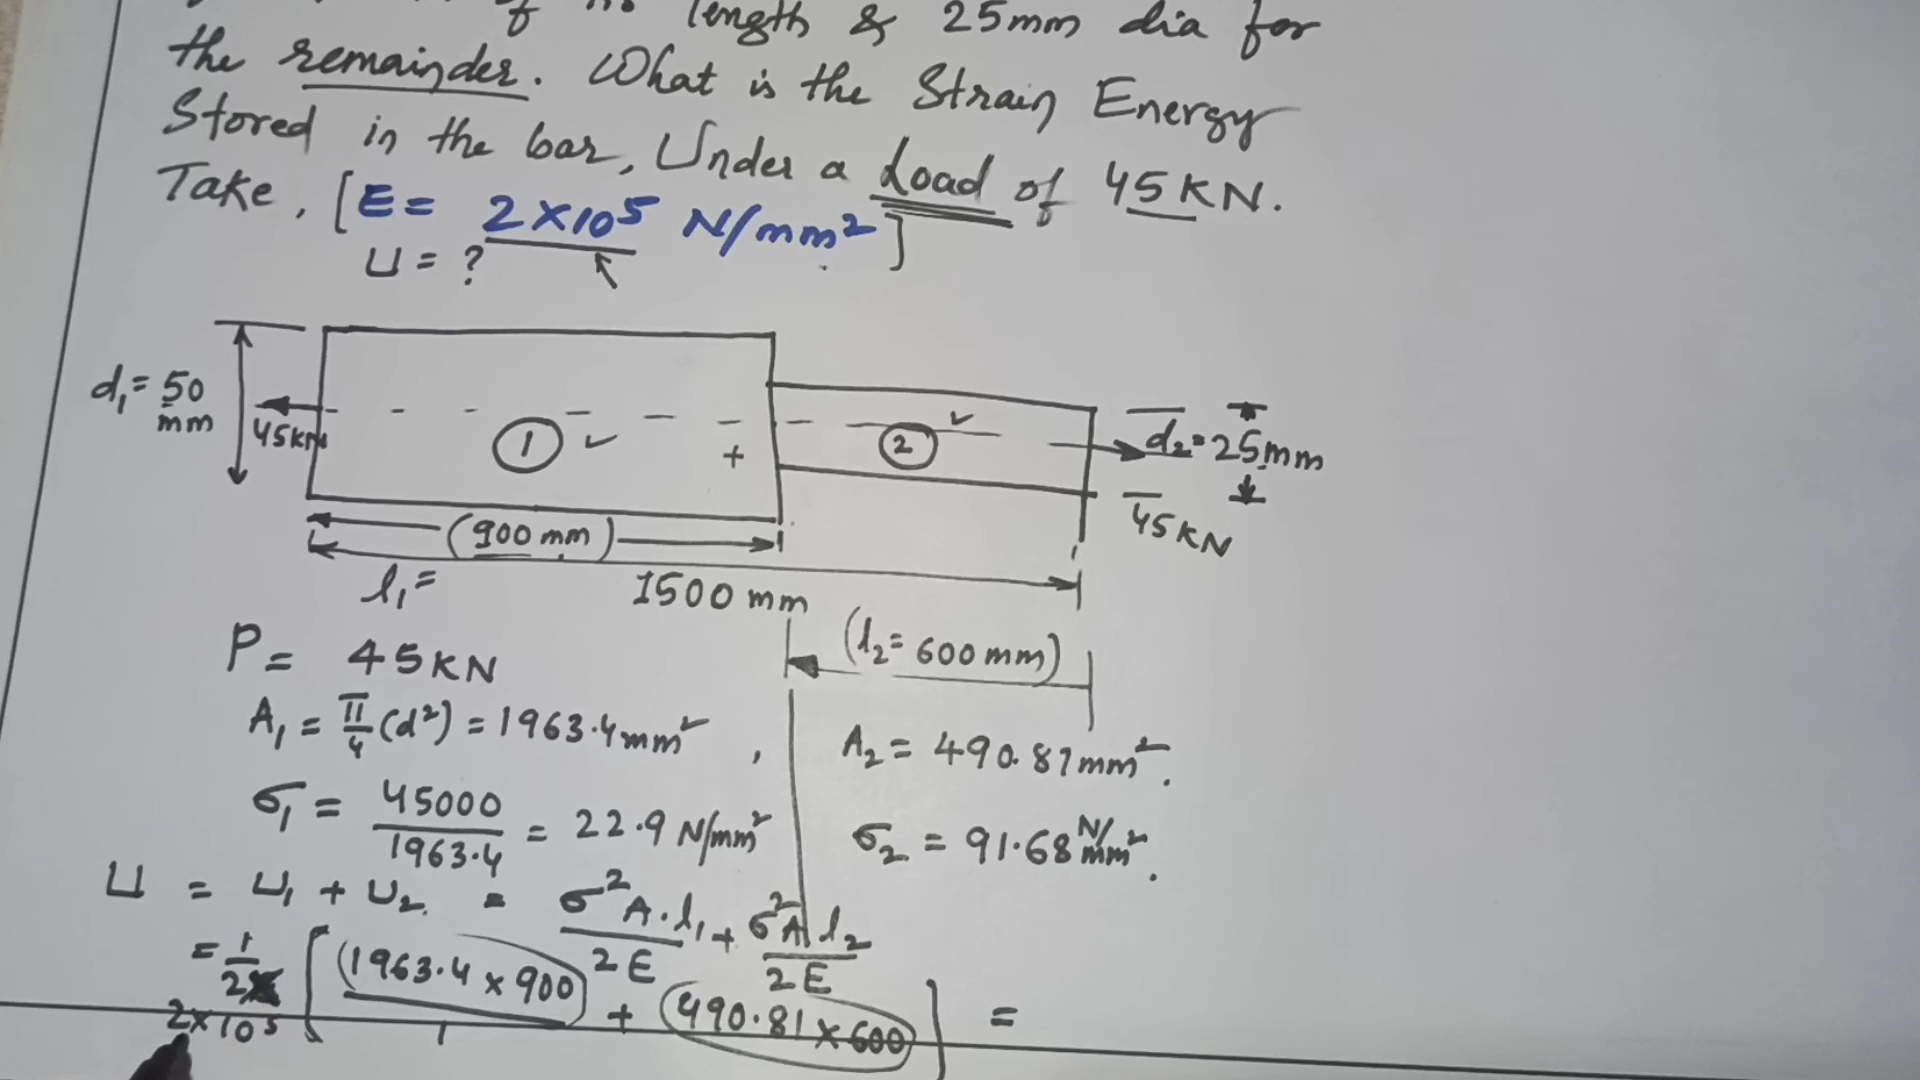 length & 25mm dia for
the remainder. What is the Strain Energy
Stored in the bar, Under a Load of 45KN.
Take, [E= 2×10⁵ N/mm²]
U = ?
d₁= 50 mm
45KN
1
+
2
d₂=25mm
45KN
(900 mm)
l₁=
1500 mm
(l₂= 600mm)
P= 45KN
A₁ = π/4 (d²) = 1963.4mm² , A₂= 490.87mm².
σ₁ = 45000/1963.4 = 22.9 N/mm² σ₂ = 91.68 N/mm².
U = U₁ + U₂ = σ²A.l₁/2E + σ²A l₂/2E
= 1/2×2×10⁵ [(1963.4 × 900) + (490.81 × 600)] =